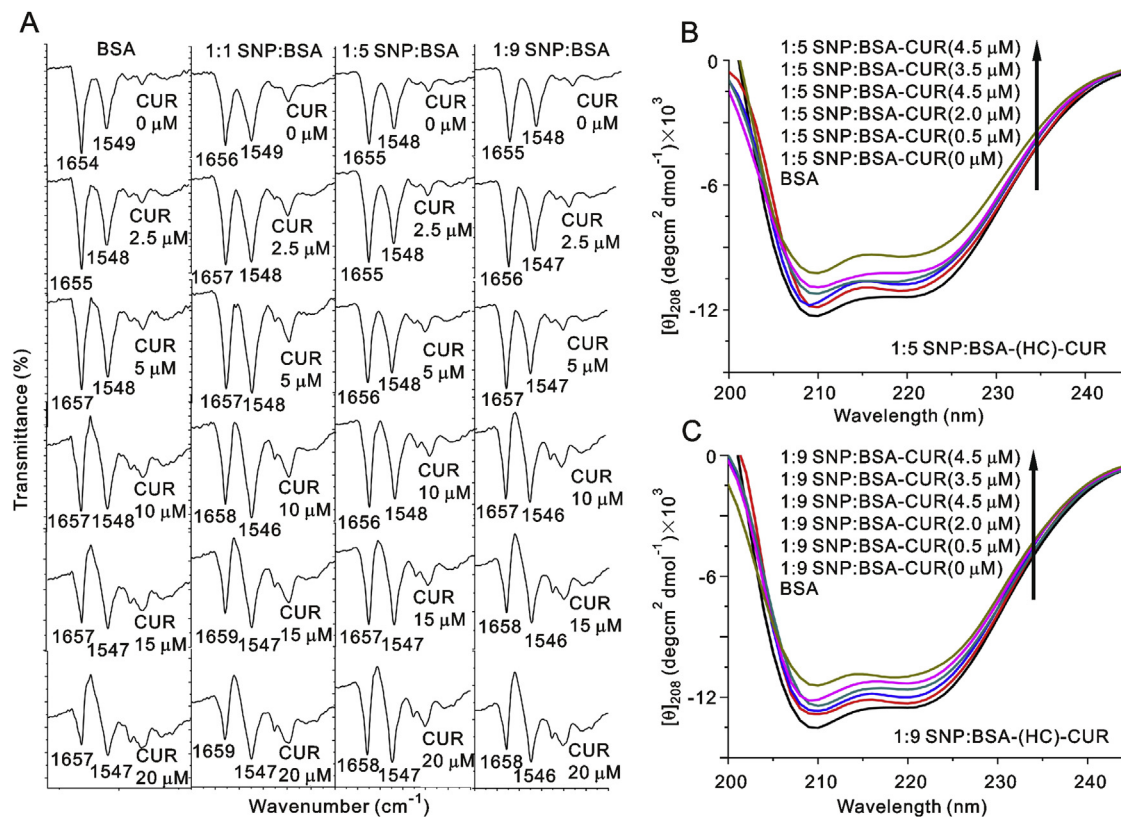 A
BSA
1:1 SNP:BSA
1:5 SNP:BSA
1:9 SNP:BSA
CUR
0 μM
1654
1549
CUR
0 μM
1656
1549
CUR
0 μM
1655
1548
CUR
0 μM
1655
1548
CUR
2.5 μM
1655
1548
CUR
2.5 μM
1657
1548
CUR
2.5 μM
1655
1548
CUR
2.5 μM
1656
1547
CUR
5 μM
1657
1548
CUR
5 μM
1657
1548
CUR
5 μM
1656
1548
CUR
5 μM
1657
1547
CUR
10 μM
1657
1548
CUR
10 μM
1658
1546
CUR
10 μM
1656
1548
CUR
10 μM
1657
1546
CUR
15 μM
1657
1547
CUR
15 μM
1659
1547
CUR
15 μM
1657
1547
CUR
15 μM
1658
1546
CUR
20 μM
1657
1547
CUR
20 μM
1659
1547
CUR
20 μM
1658
1547
CUR
20 μM
1658
1546
Transmittance (%)
Wavenumber (cm⁻¹)
B
1:5 SNP:BSA-CUR(4.5 μM)
1:5 SNP:BSA-CUR(3.5 μM)
1:5 SNP:BSA-CUR(4.5 μM)
1:5 SNP:BSA-CUR(2.0 μM)
1:5 SNP:BSA-CUR(0.5 μM)
1:5 SNP:BSA-CUR(0 μM)
BSA
0
-6
-12
[θ]₂₀₈ (degcm² dmol⁻¹)×10³
1:5 SNP:BSA-(HC)-CUR
200 210 220 230 240
Wavelength (nm)
C
1:9 SNP:BSA-CUR(4.5 μM)
1:9 SNP:BSA-CUR(3.5 μM)
1:9 SNP:BSA-CUR(4.5 μM)
1:9 SNP:BSA-CUR(2.0 μM)
1:9 SNP:BSA-CUR(0.5 μM)
1:9 SNP:BSA-CUR(0 μM)
BSA
0
-6
-12
[θ]₂₀₈ (degcm² dmol⁻¹)×10³
1:9 SNP:BSA-(HC)-CUR
200 210 220 230 240
Wavelength (nm)